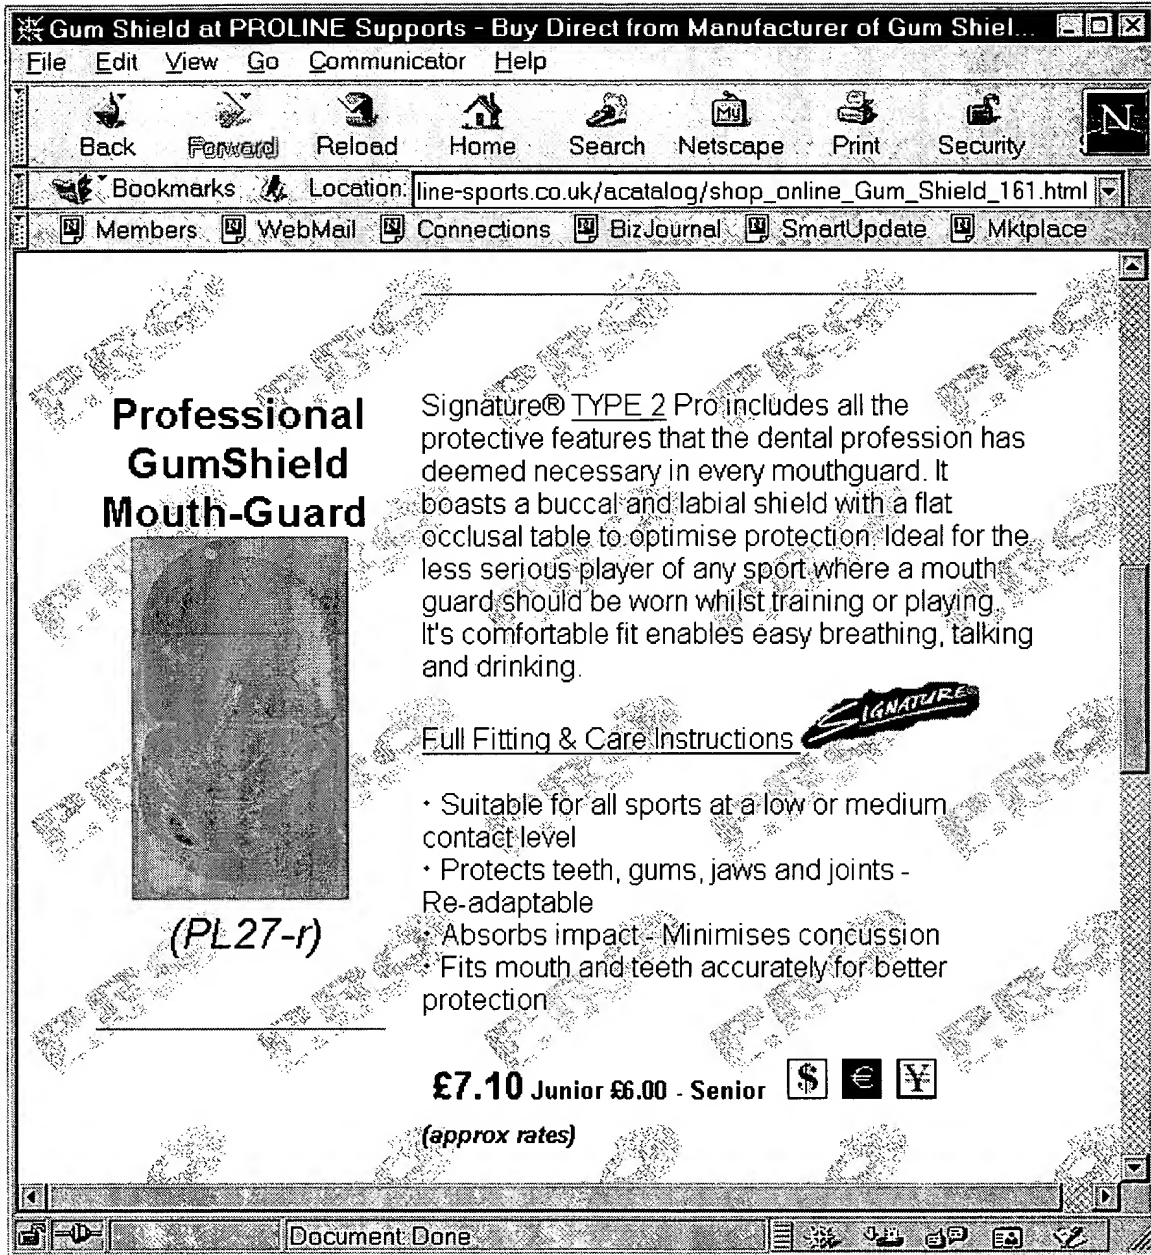 Gum Shield at PROLINE Supports - Buy Direct from Manufacturer of Gum Shiel...
File Edit View Go Communicator Help
Back Forward Reload Home Search Netscape Print Security
My
N
Bookmarks Location: line-sports.co.uk/acatalog/shop_online_Gum_Shield_161.html
Members WebMail Connections BizJournal SmartUpdate Mktplace
Professional
GumShield
Mouth-Guard
(PL27-r)
Signature® TYPE 2 Pro includes all the
protective features that the dental profession has
deemed necessary in every mouthguard. It
boasts a buccal and labial shield with a flat
occlusal table to optimise protection. Ideal for the
less serious player of any sport where a mouth
guard should be worn whilst training or playing.
It's comfortable fit enables easy breathing, talking
and drinking.
Full Fitting & Care Instructions SIGNATURE
· Suitable for all sports at a low or medium
contact level
· Protects teeth, gums, jaws and joints -
Re-adaptable
· Absorbs impact - Minimises concussion
· Fits mouth and teeth accurately for better
protection
£7.10 Junior £6.00 - Senior $ € ¥
(approx rates)
Document: Done